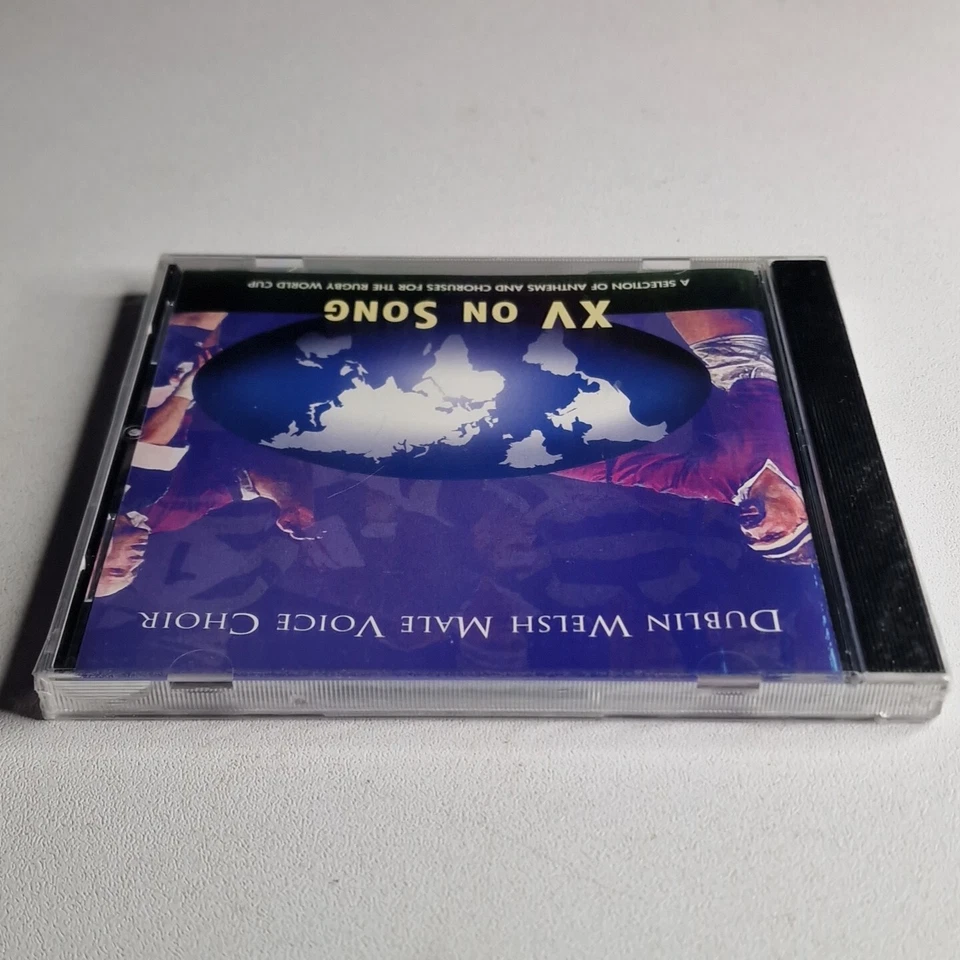 DUBLIN WELSH MALE VOICE CHOIR
XV ON SONG
A SELECTION OF ANTHEMS AND CHORUSES FOR THE RUGBY WORLD CUP